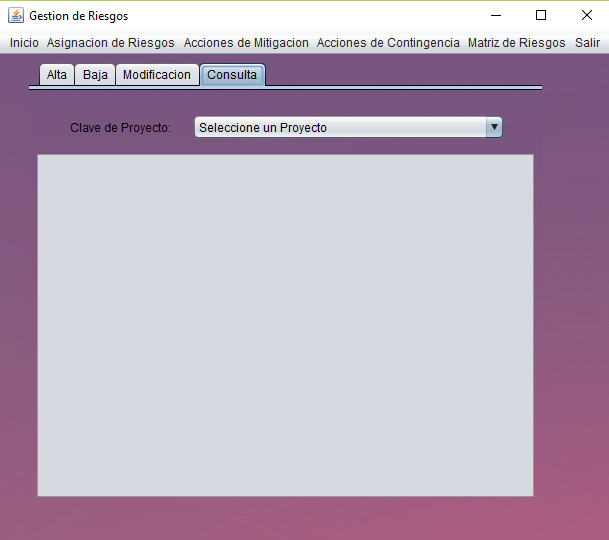 Gestion de Riesgos
Inicio Asignacion de Riesgos Acciones de Mitigacion Acciones de Contingencia Matriz de Riesgos Salir
Alta Baja Modificacion Consulta
Clave de Proyecto: Seleccione un Proyecto